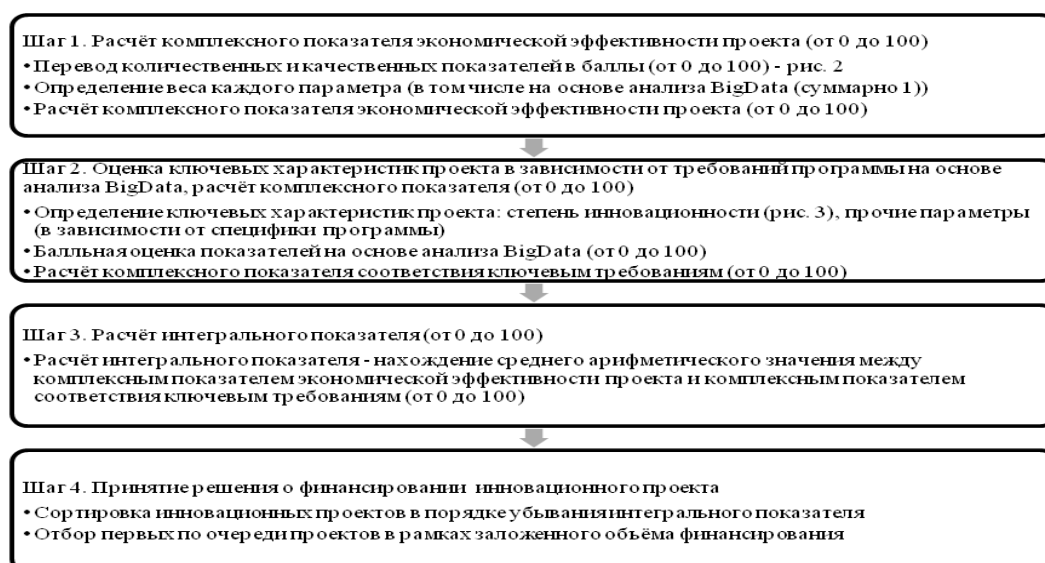 Шаг 1. Расчёт комплексного показателя экономической эффективности проекта (от 0 до 100)
•Перевод количественных и качественных показателей в баллы (от 0 до 100) - рис. 2
•Определение веса каждого параметра (в том числе на основе анализа BigData (суммарно 1))
•Расчёт комплексного показателя экономической эффективности проекта (от 0 до 100)
Шаг 2. Оценка ключевых характеристик проекта в зависимости от требований программы на основе
анализа BigData, расчёт комплексного показателя (от 0 до 100)
•Определение ключевых характеристик проекта: степень инновационности (рис. 3), прочие параметры
(в зависимости от специфики программы)
•Балльная оценка показателей на основе анализа BigData (от 0 до 100)
•Расчёт комплексного показателя соответствия ключевым требованиям (от 0 до 100)
Шаг 3. Расчёт интегрального показателя (от 0 до 100)
•Расчёт интегрального показателя - нахождение среднего арифметического значения между
комплексным показателем экономической эффективности проекта и комплексным показателем
соответствия ключевым требованиям (от 0 до 100)
Шаг 4. Принятие решения о финансировании инновационного проекта
•Сортировка инновационных проектов в порядке убывания интегрального показателя
•Отбор первых по очереди проектов в рамках заложенного объёма финансирования